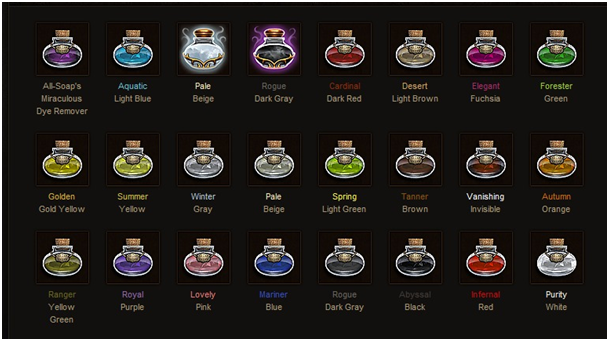 All-Soap's Miraculous Dye Remover
Aquatic Light Blue
Pale Beige
Rogue Dark Gray
Cardinal Dark Red
Desert Light Brown
Elegant Fuchsia
Forester Green
Golden Gold Yellow
Summer Yellow
Winter Gray
Pale Beige
Spring Light Green
Tanner Brown
Vanishing Invisible
Autumn Orange
Ranger Yellow Green
Royal Purple
Lovely Pink
Mariner Blue
Rogue Dark Gray
Abyssal Black
Infernal Red
Purity White